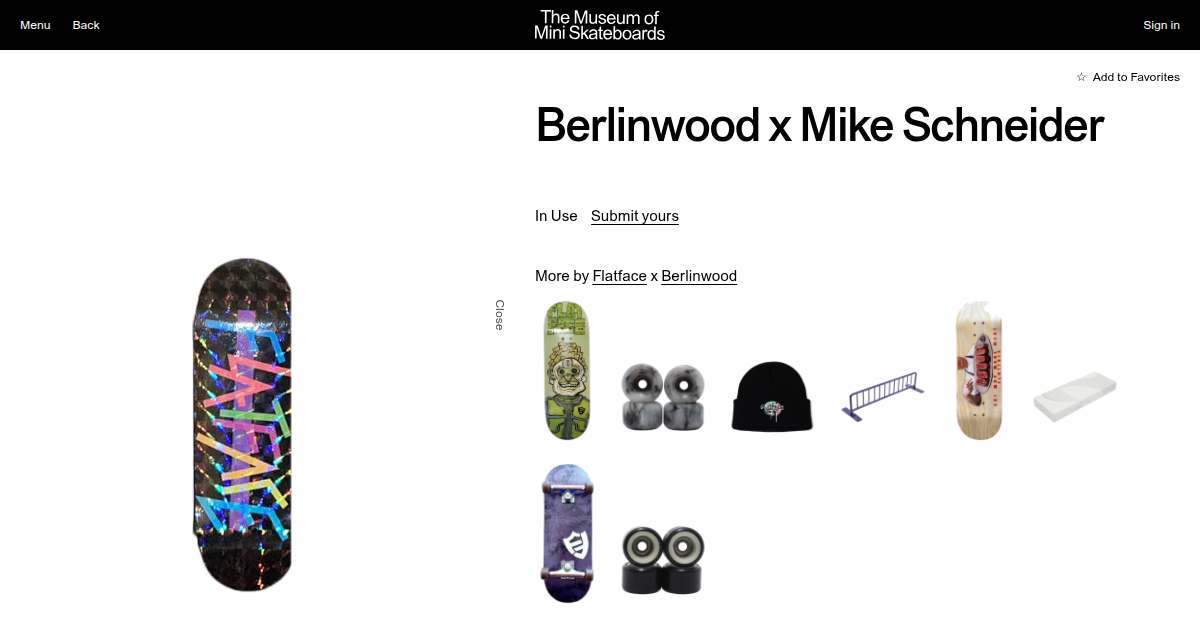 Menu
Back
The Museum of
Mini Skateboards
Sign in
☆ Add to Favorites
Berlinwood x Mike Schneider
In Use Submit yours
More by Flatface x Berlinwood
Close
FLATFACE